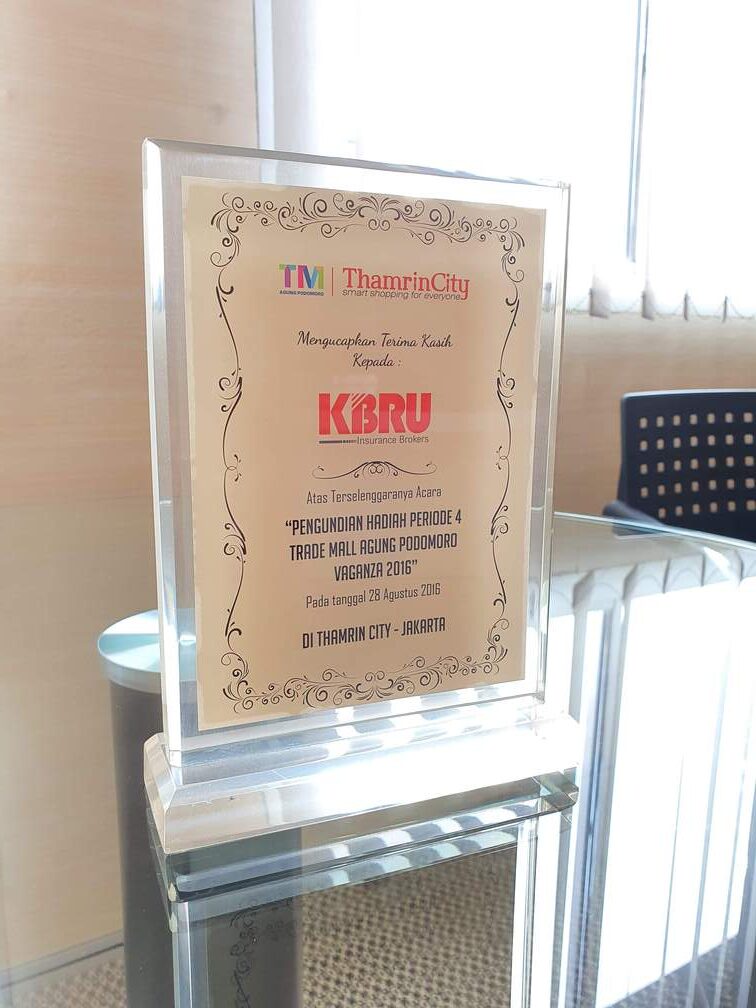 TM ThamrinCity
AGUNG PODOMORO smart shopping for everyone
Mengucapkan Terima Kasih
Kepada :
KBRU
Insurance Brokers
Atas Terselenggaranya Acara
“PENGUNDIAN HADIAH PERIODE 4
TRADE MALL AGUNG PODOMORO
VAGANZA 2016”
Pada tanggal 28 Agustus 2016
DI THAMRIN CITY - JAKARTA